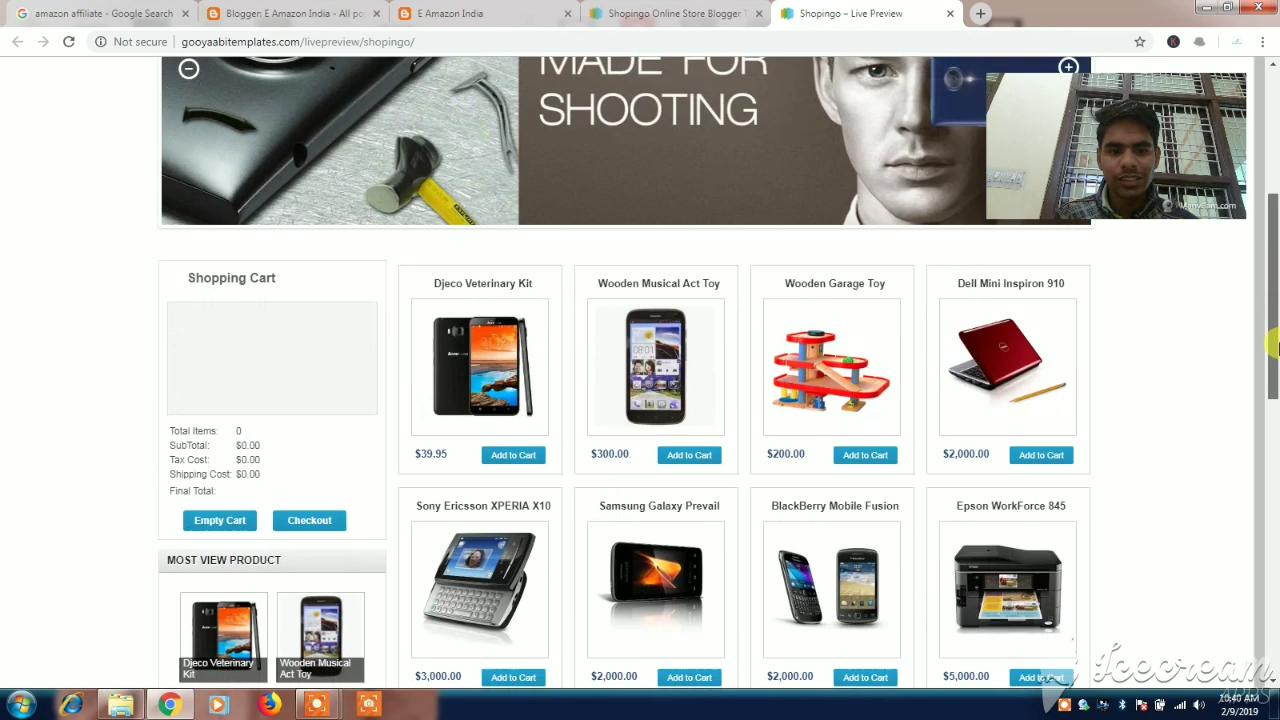 amazon affiliate - Google Search
Blogger: E Amazon India - All po
E Amazon India
Shopingo Online Store Blogger T
Shopingo – Live Preview
Not secure
gooyaabitemplates.com/livepreview/shopingo/
MADE FOR
SHOOTING
ManyCam.com
Shopping Cart
Total Items: 0
SubTotal: $0.00
Tax Cost: $0.00
Shipping Cost: $0.00
Final Total:
Empty Cart
Checkout
MOST VIEW PRODUCT
Djeco Veterinary
Kit
Wooden Musical
Act Toy
Djeco Veterinary Kit
$39.95
Add to Cart
Wooden Musical Act Toy
$300.00
Add to Cart
Wooden Garage Toy
$200.00
Add to Cart
Dell Mini Inspiron 910
$2,000.00
Add to Cart
Sony Ericsson XPERIA X10
$3,000.00
Add to Cart
Samsung Galaxy Prevail
$2,000.00
Add to Cart
BlackBerry Mobile Fusion
$2,000.00
Add to Cart
Epson WorkForce 845
$5,000.00
Add to Cart
Icecream
APPS
10:40 AM
2/9/2019